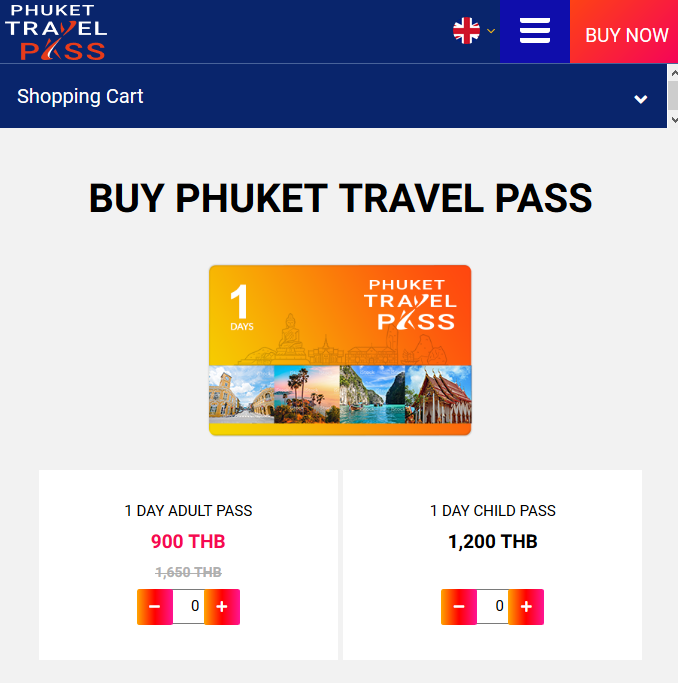 PHUKET
TRAVEL
PASS
BUY NOW
Shopping Cart
BUY PHUKET TRAVEL PASS
1
DAYS
PHUKET
TRAVEL
PASS
1 DAY ADULT PASS
900 THB
1,650 THB
− 0 +
1 DAY CHILD PASS
1,200 THB
− 0 +